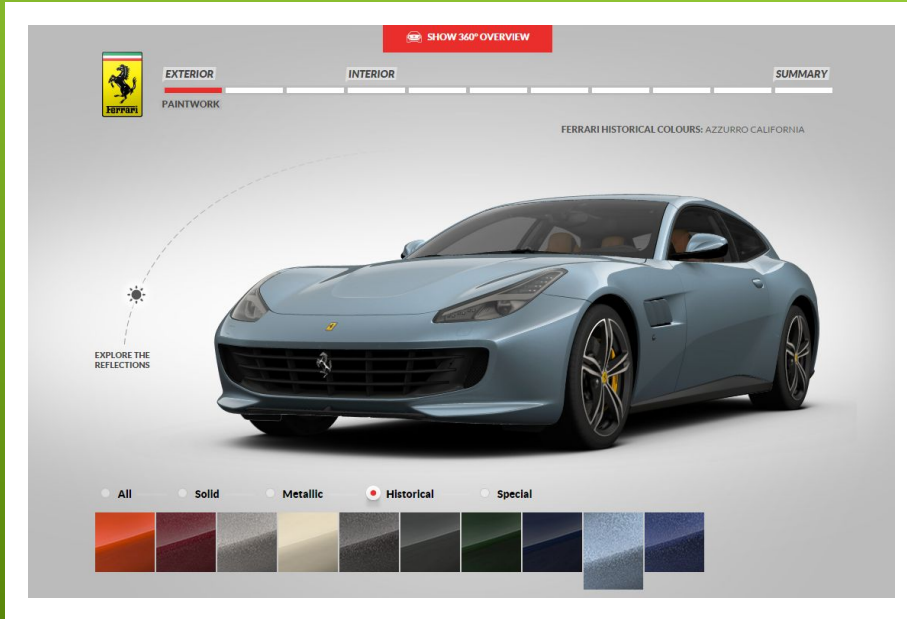 SHOW 360° OVERVIEW
Ferrari
EXTERIOR
INTERIOR
SUMMARY
PAINTWORK
FERRARI HISTORICAL COLOURS: AZZURRO CALIFORNIA
EXPLORE THE
REFLECTIONS
All
Solid
Metallic
Historical
Special